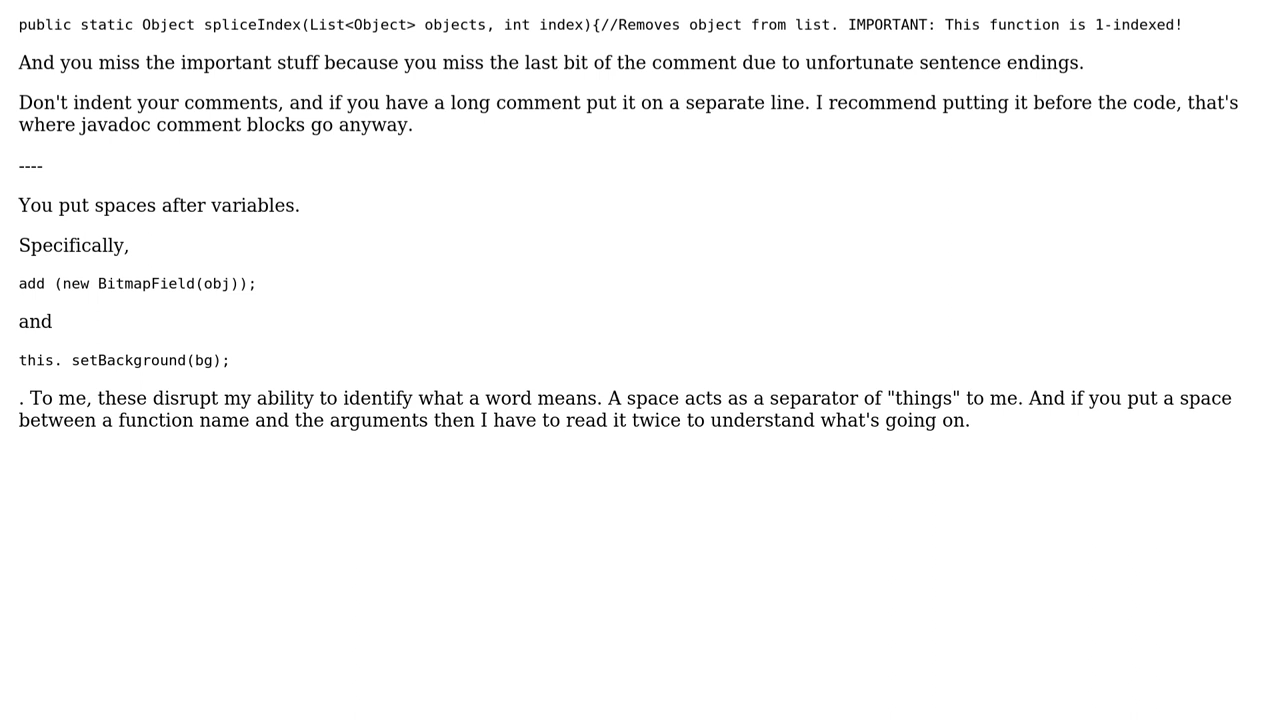 public static Object spliceIndex(List<Object> objects, int index){//Removes object from list. IMPORTANT: This function is 1-indexed!
And you miss the important stuff because you miss the last bit of the comment due to unfortunate sentence endings.
Don't indent your comments, and if you have a long comment put it on a separate line. I recommend putting it before the code, that's
where javadoc comment blocks go anyway.
----
You put spaces after variables.
Specifically,
add (new BitmapField(obj));
and
this. setBackground(bg);
. To me, these disrupt my ability to identify what a word means. A space acts as a separator of "things" to me. And if you put a space
between a function name and the arguments then I have to read it twice to understand what's going on.